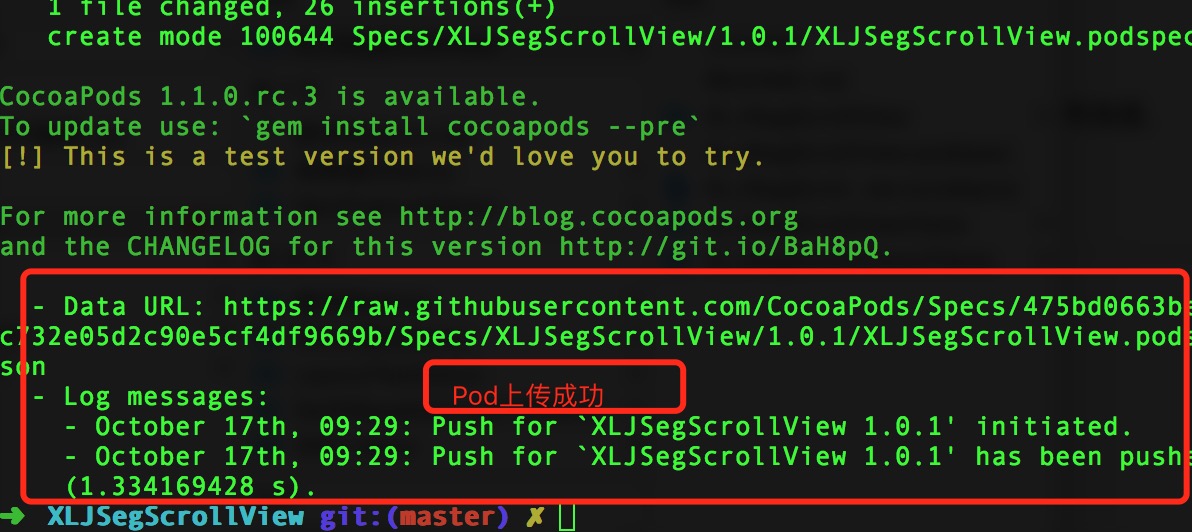 1 file changed, 26 insertions(+)
create mode 100644 Specs/XLJSegScrollView/1.0.1/XLJSegScrollView.podspec
CocoaPods 1.1.0.rc.3 is available.
To update use: `gem install cocoapods --pre`
[!] This is a test version we'd love you to try.
For more information see http://blog.cocoapods.org
and the CHANGELOG for this version http://git.io/BaH8pQ.
- Data URL: https://raw.githubusercontent.com/CocoaPods/Specs/475bd0663be
c732e05d2c90e5cf4df9669b/Specs/XLJSegScrollView/1.0.1/XLJSegScrollView.pods
son
- Log messages:
Pod上传成功
- October 17th, 09:29: Push for `XLJSegScrollView 1.0.1' initiated.
- October 17th, 09:29: Push for `XLJSegScrollView 1.0.1' has been pushe
(1.334169428 s).
➜ XLJSegScrollView git:(master) ✗